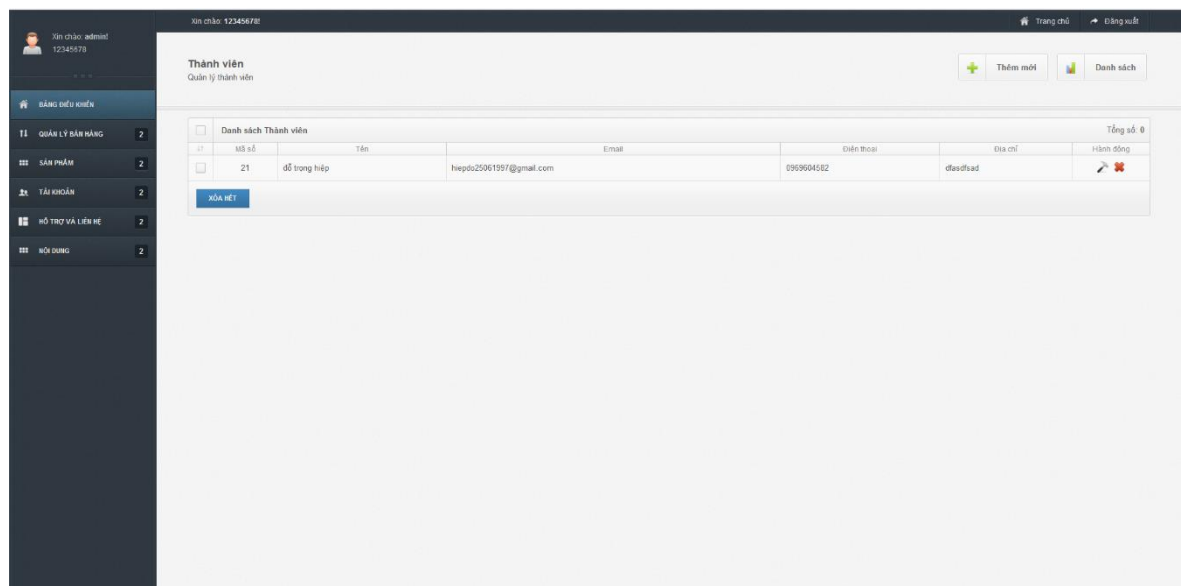 Xin chào: admin!
12345678
BẢNG ĐIỀU KHIỂN
QUẢN LÝ BÁN HÀNG 2
SẢN PHẨM 2
TÀI KHOẢN 2
HỖ TRỢ VÀ LIÊN HỆ 2
NỘI DUNG 2
Xin chào: 12345678!
Trang chủ Đăng xuất
Thành viên
Quản lý thành viên
Thêm mới Danh sách
Danh sách Thành viên Tổng số: 0
Mã số Tên Email Điện thoại Địa chỉ Hành động
21 đỗ trọng hiệp hiepdo25061997@gmail.com 0969604582 dfasdfsad
XÓA HẾT